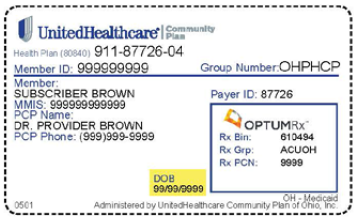 UnitedHealthcare® Community Plan
Health Plan (80840) 911-87726-04
Member ID: 999999999 Group Number: OHPHCP
Member:
SUBSCRIBER BROWN Payer ID: 87726
MMIS: 999999999999
PCP Name:
DR. PROVIDER BROWN
PCP Phone: (999)999-9999
OPTUMRx™
Rx Bin: 610494
Rx Grp: ACUOH
Rx PCN: 9999
DOB
99/99/9999
OH - Medicaid
0501 Administered by UnitedHealthcare Community Plan of Ohio, Inc.